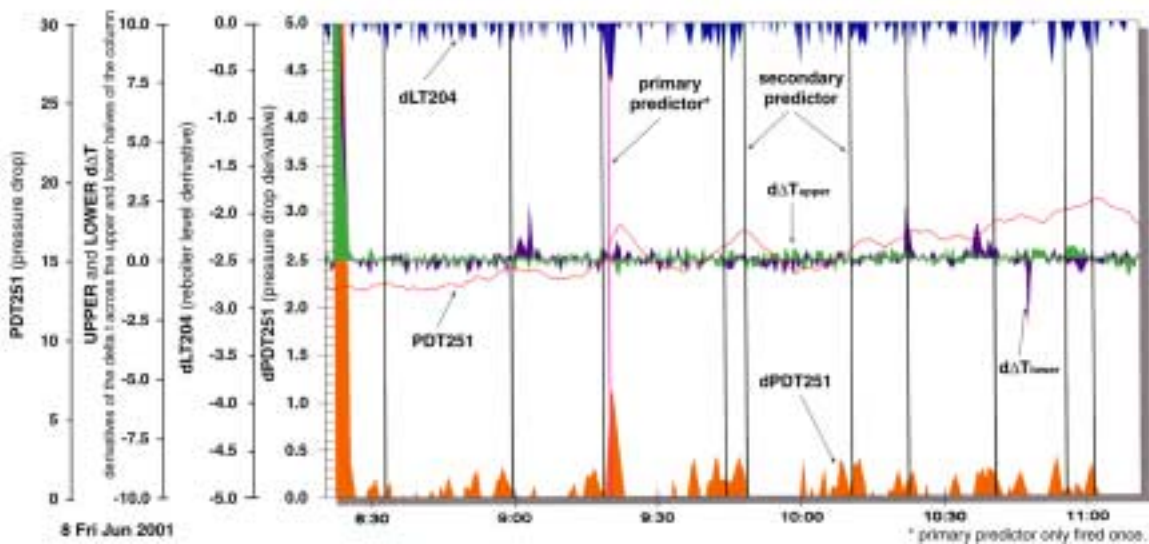 PDT251 (pressure drop)
30
25
20
15
10
5
0
UPPER and LOWER dΔT
derivatives of the delta t across the upper and lower halves of the column
10.0
7.5
5.0
2.5
0.0
-2.5
-5.0
-7.5
-10.0
dLT204 (reboiler level derivative)
0.0
-0.5
-1.0
-1.5
-2.0
-2.5
-3.0
-3.5
-4.0
-4.5
-5.0
dPDT251 (pressure drop derivative)
5.0
4.5
4.0
3.5
3.0
2.5
2.0
1.5
1.0
0.5
0.0
dLT204
primary
predictor*
secondary
predictor
dΔTupper
PDT251
dPDT251
dΔTlower
8:30
9:00
9:30
10:00
10:30
11:00
8 Fri Jun 2001
* primary predictor only fired once.